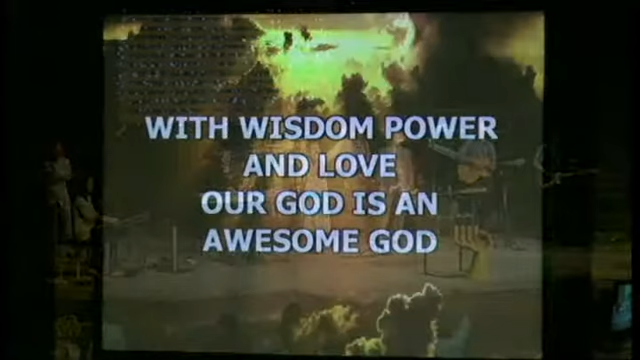 WITH WISDOM POWER
AND LOVE
OUR GOD IS AN
AWESOME GOD